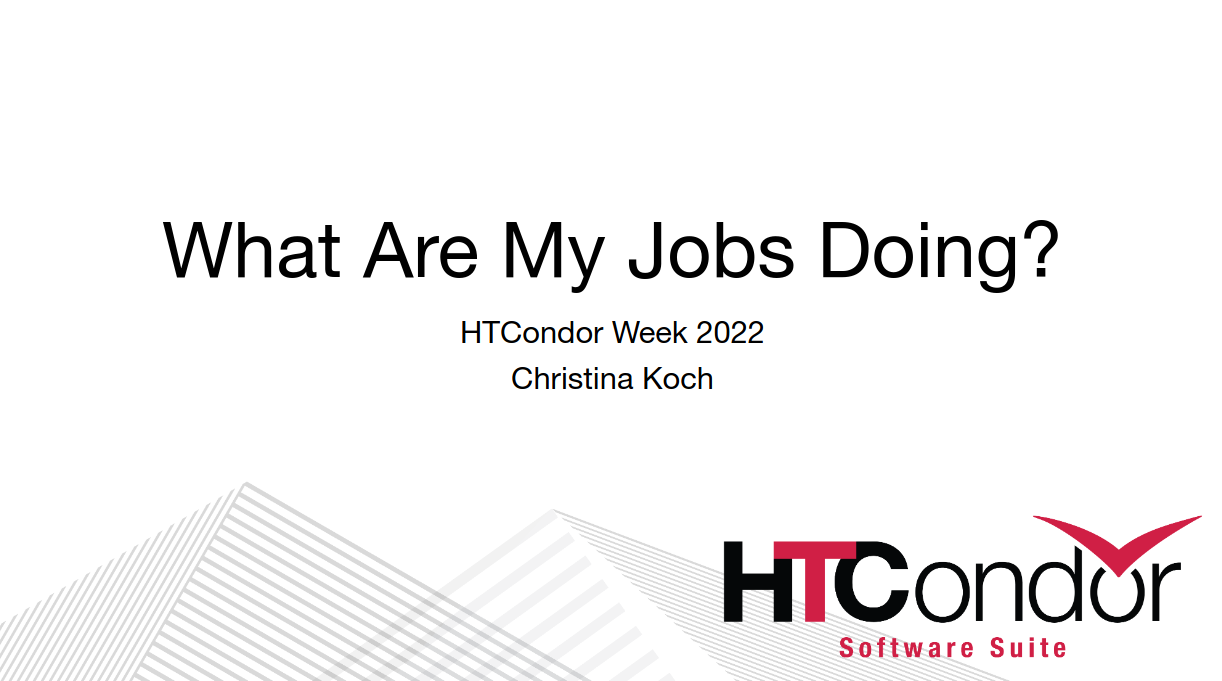 What Are My Jobs Doing?
HTCondor Week 2022
Christina Koch
HTCondor
Software Suite